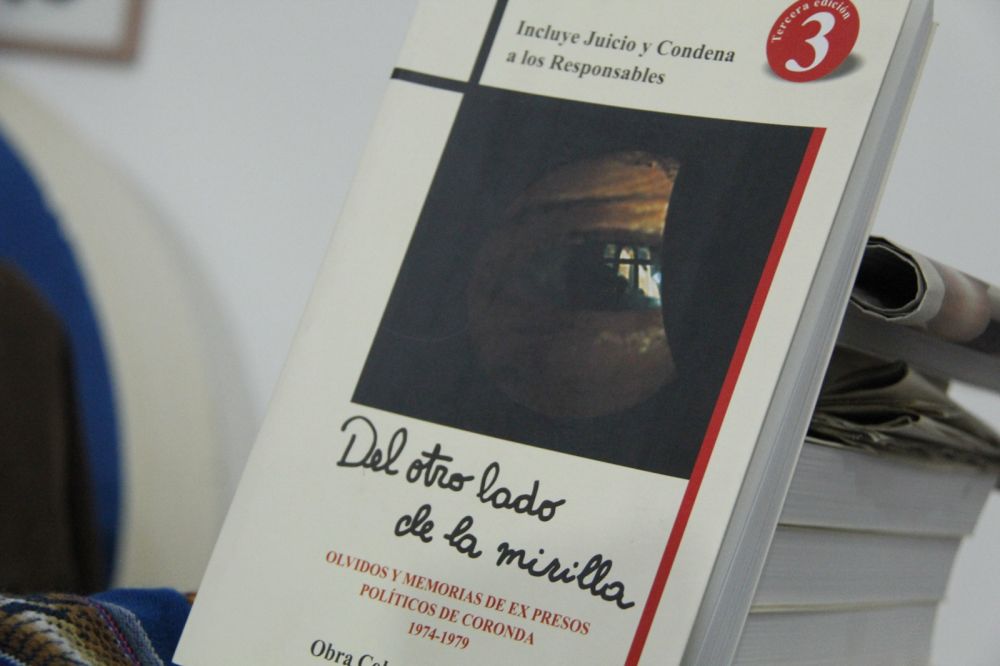 Incluye Juicio y Condena
a los Responsables
Tercera edición
3
Del otro lado
de la mirilla
OLVIDOS Y MEMORIAS DE EX PRESOS
POLÍTICOS DE CORONDA
1974-1979
Obra